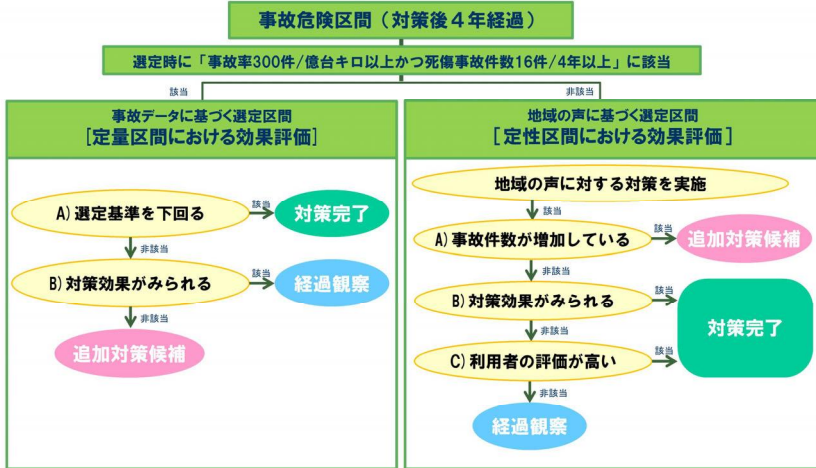 事故危険区間（対策後４年経過）
選定時に「事故率300件/億台キロ以上かつ死傷事故件数16件/4年以上」に該当
該当
非該当
事故データに基づく選定区間
[定量区間における効果評価]
A)選定基準を下回る
該当
対策完了
非該当
B)対策効果がみられる
該当
経過観察
非該当
追加対策候補
地域の声に基づく選定区間
[定性区間における効果評価]
地域の声に対する対策を実施
該当
A)事故件数が増加している
該当
追加対策候補
非該当
B)対策効果がみられる
該当
対策完了
非該当
C)利用者の評価が高い
該当
非該当
経過観察